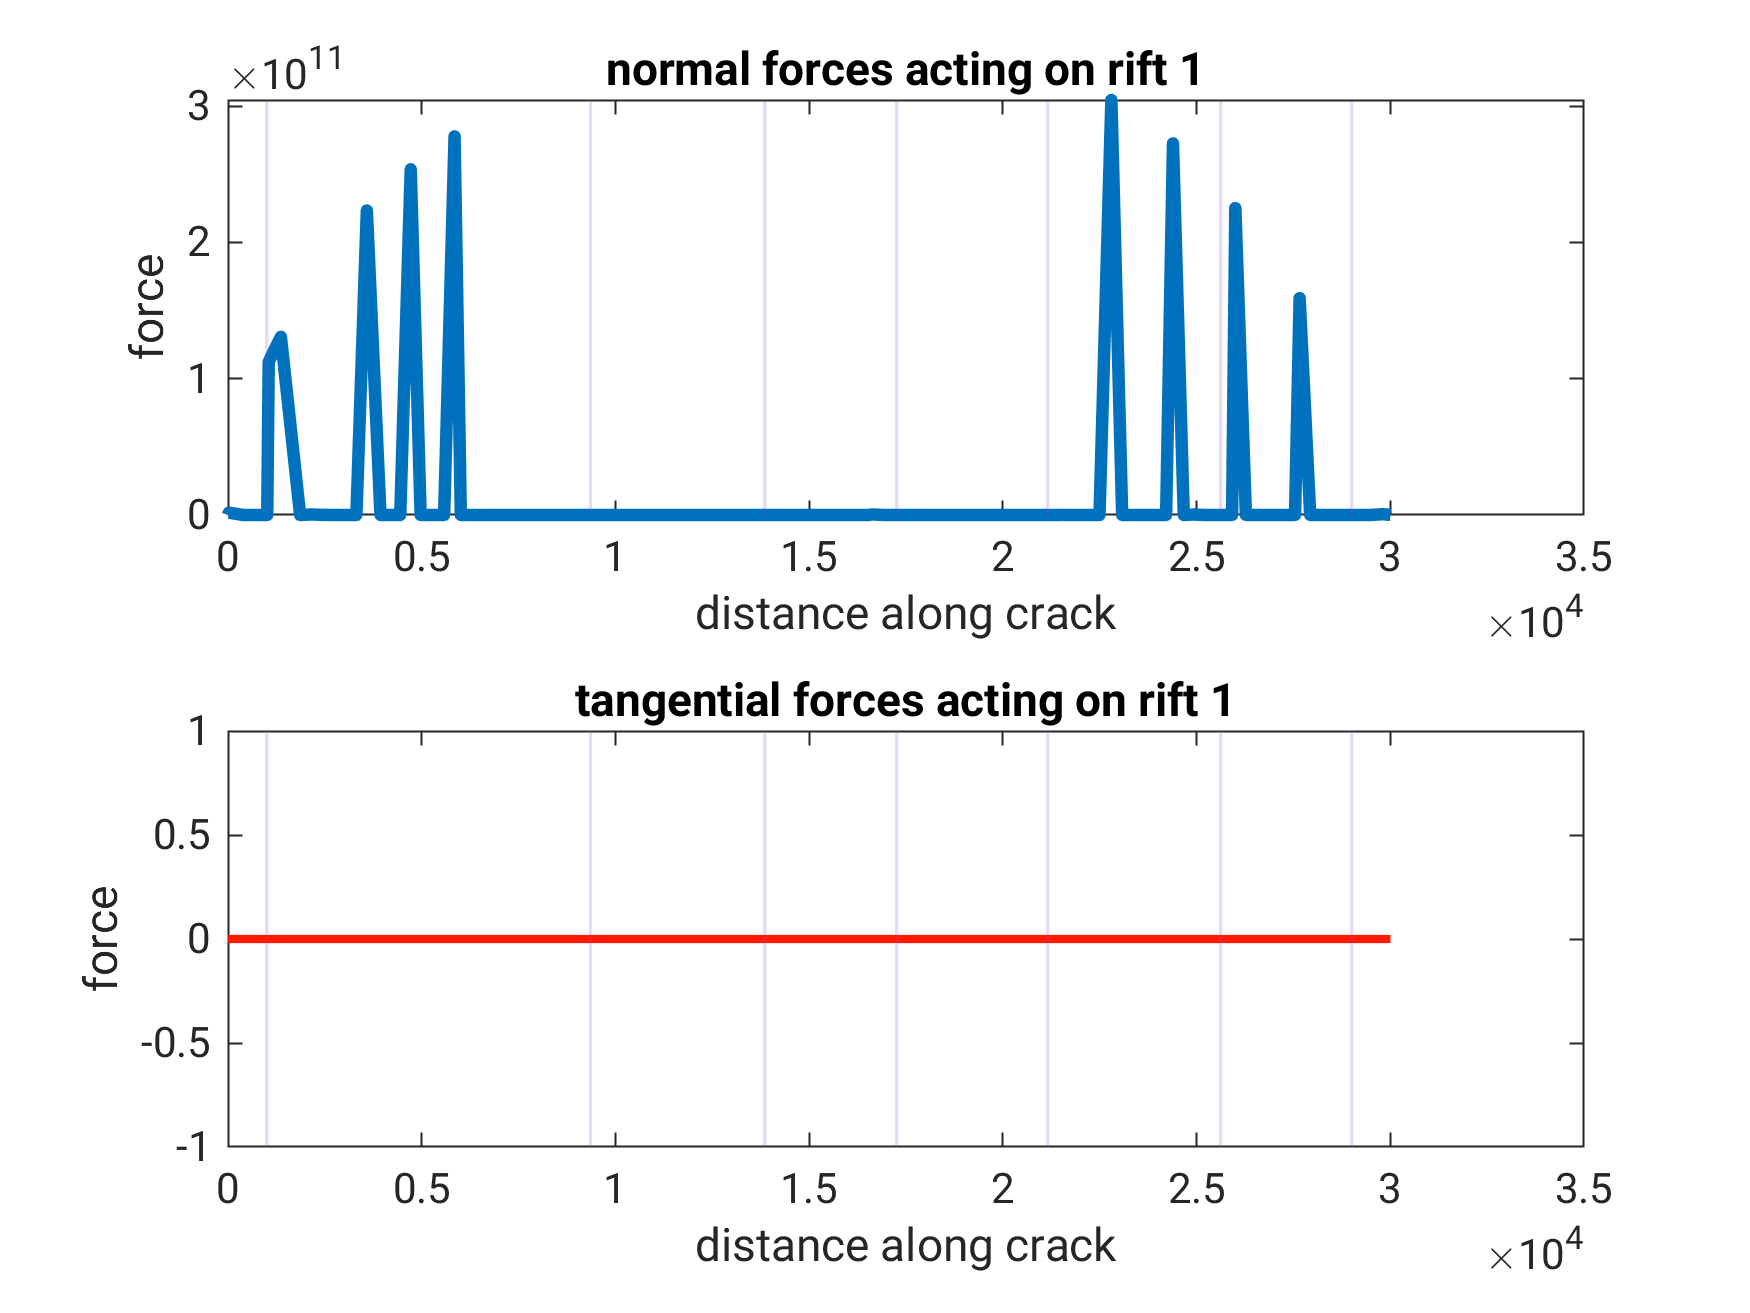 ×10^11
normal forces acting on rift 1
3
2
1
0
force
0 0.5 1 1.5 2 2.5 3 3.5
distance along crack
×10^4
tangential forces acting on rift 1
1
0.5
0
-0.5
-1
force
0 0.5 1 1.5 2 2.5 3 3.5
distance along crack
×10^4